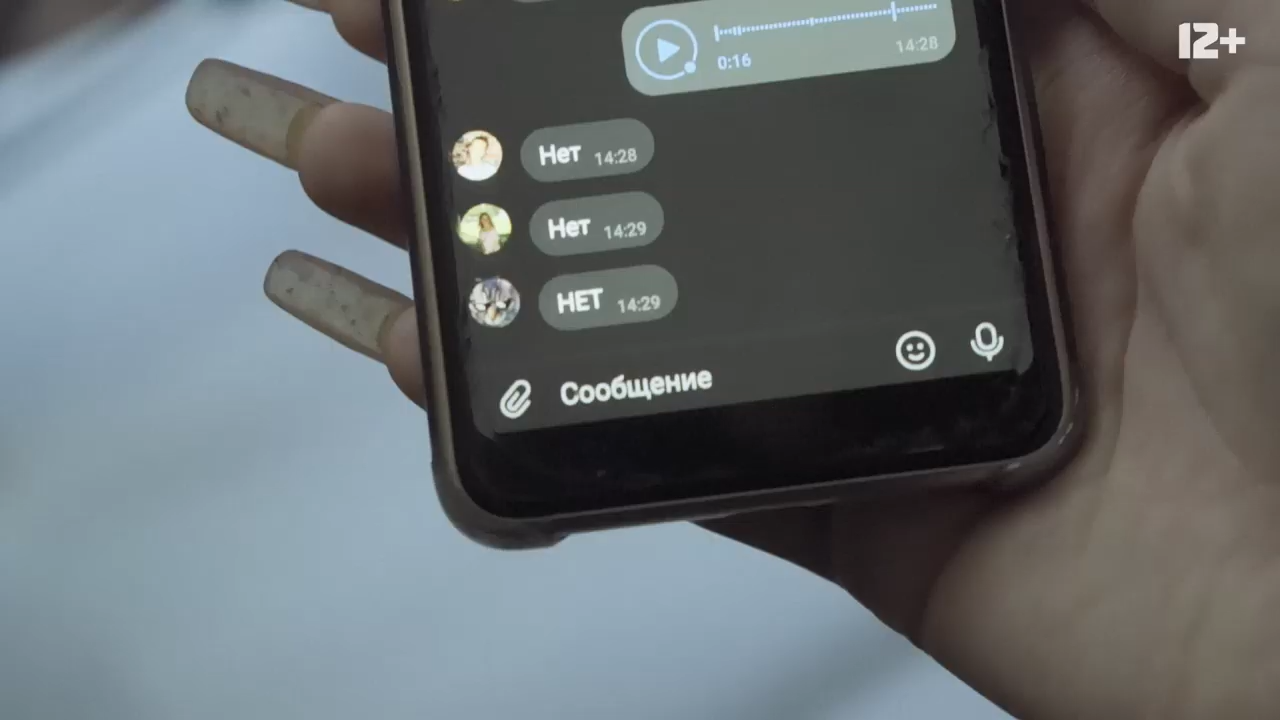 12+
0:16 14:28
Нет 14:28
Нет 14:29
НЕТ 14:29
Сообщение